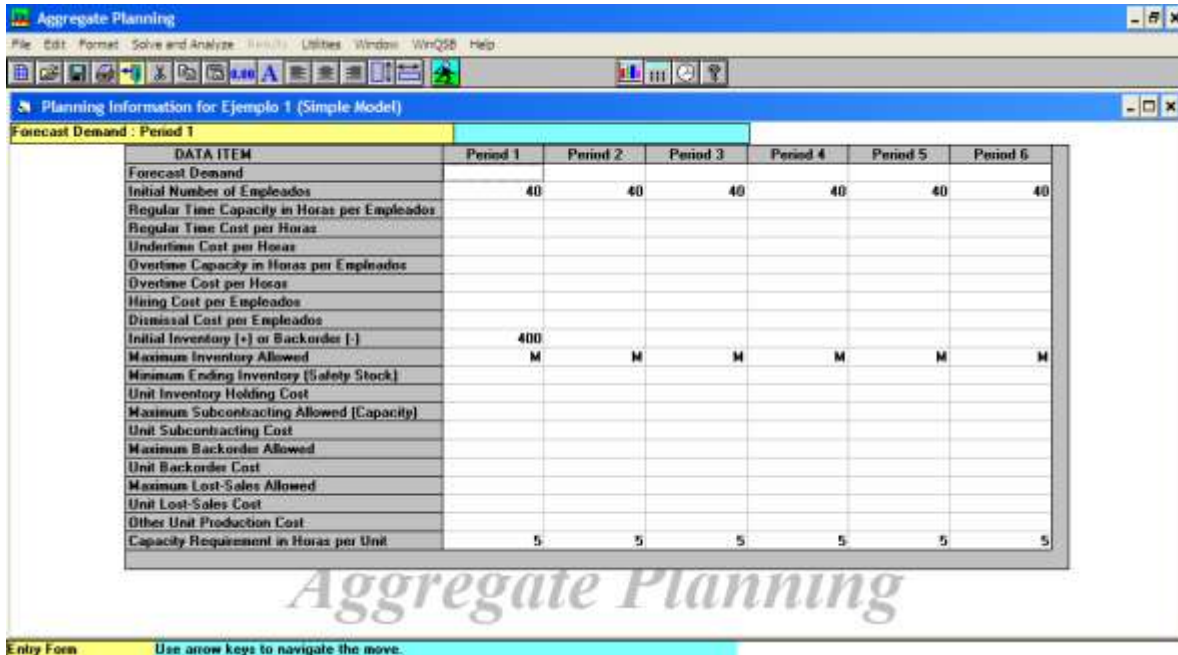 Aggregate Planning
File Edit Format Solve and Analyze Results Utilities Window WinQSB Help
0.00 A
Planning Information for Ejemplo 1 (Simple Model)
Forecast Demand : Period 1
DATA ITEM Period 1 Period 2 Period 3 Period 4 Period 5 Period 6
Forecast Demand
Initial Number of Empleados 40 40 40 40 40 40
Regular Time Capacity in Horas per Empleados
Regular Time Cost per Horas
Undertime Cost per Horas
Overtime Capacity in Horas per Empleados
Overtime Cost per Horas
Hiring Cost per Empleados
Dismissal Cost per Empleados
Initial Inventory (+) or Backorder (-) 400
Maximum Inventory Allowed M M M M M M
Minimum Ending Inventory (Safety Stock)
Unit Inventory Holding Cost
Maximum Subcontracting Allowed (Capacity)
Unit Subcontracting Cost
Maximum Backorder Allowed
Unit Backorder Cost
Maximum Lost-Sales Allowed
Unit Lost-Sales Cost
Other Unit Production Cost
Capacity Requirement in Horas per Unit 5 5 5 5 5 5
Aggregate Planning
Entry Form Use arrow keys to navigate the move.